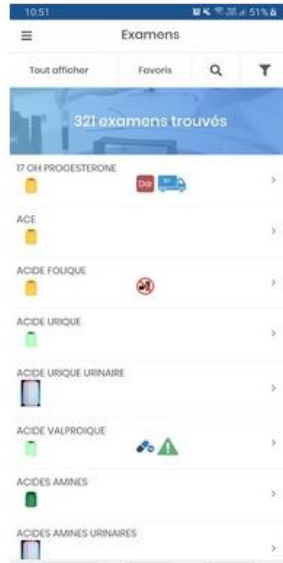 10:51 51%
Examens
Tout afficher Favoris
321 examens trouvés
17 OH PROGESTERONE
ACE
ACIDE FOLIQUE
ACIDE URIQUE
ACIDE URIQUE URINAIRE
ACIDE VALPROIQUE
ACIDES AMINES
ACIDES AMINES URINAIRES